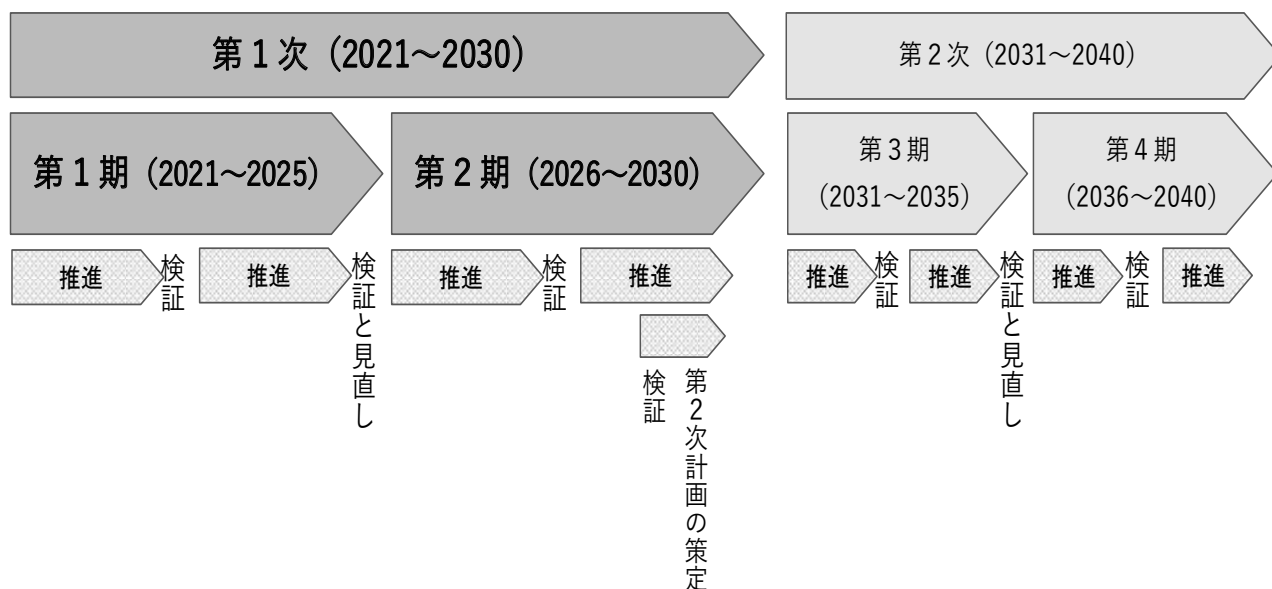 第１次（2021～2030）
第２次（2031～2040）
第１期（2021～2025）
第２期（2026～2030）
第３期
（2031～2035）
第４期
（2036～2040）
推進
検証
推進
検証と見直し
推進
検証
推進
推進
検証
推進
検証と見直し
推進
検証
推進
検証
第２次計画の策定